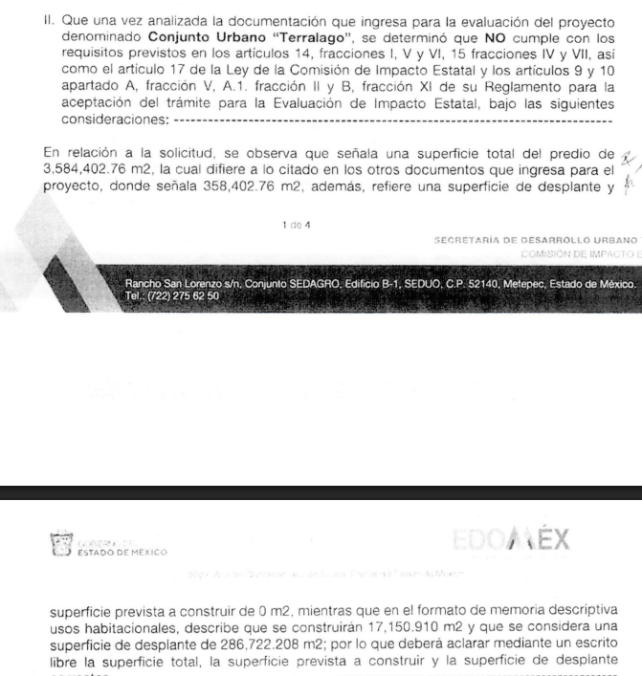 II. Que una vez analizada la documentación que ingresa para la evaluación del proyecto
denominado Conjunto Urbano "Terralago", se determinó que NO cumple con los
requisitos previstos en los artículos 14, fracciones I, V y VI, 15 fracciones IV y VII, así
como el artículo 17 de la Ley de la Comisión de Impacto Estatal y los artículos 9 y 10
apartado A, fracción V, A.1. fracción II y B, fracción XI de su Reglamento para la
aceptación del trámite para la Evaluación de Impacto Estatal, bajo las siguientes
consideraciones: ----------------------------------------------------------------
En relación a la solicitud, se observa que señala una superficie total del predio de
3,584,402.76 m2, la cual difiere a lo citado en los otros documentos que ingresa para el
proyecto, donde señala 358,402.76 m2, además, refiere una superficie de desplante y
1 de 4
SECRETARÍA DE DESARROLLO URBANO
COMISIÓN DE IMPACTO E
Rancho San Lorenzo s/n, Conjunto SEDAGRO, Edificio B-1, SEDUO, C.P. 52140, Metepec, Estado de México.
Tel.: (722) 275 62 50
ESTADO DE MÉXICO
EDOMÉX
superficie prevista a construir de 0 m2, mientras que en el formato de memoria descriptiva
usos habitacionales, describe que se construirán 17,150.910 m2 y que se considera una
superficie de desplante de 286,722.208 m2; por lo que deberá aclarar mediante un escrito
libre la superficie total, la superficie prevista a construir y la superficie de desplante